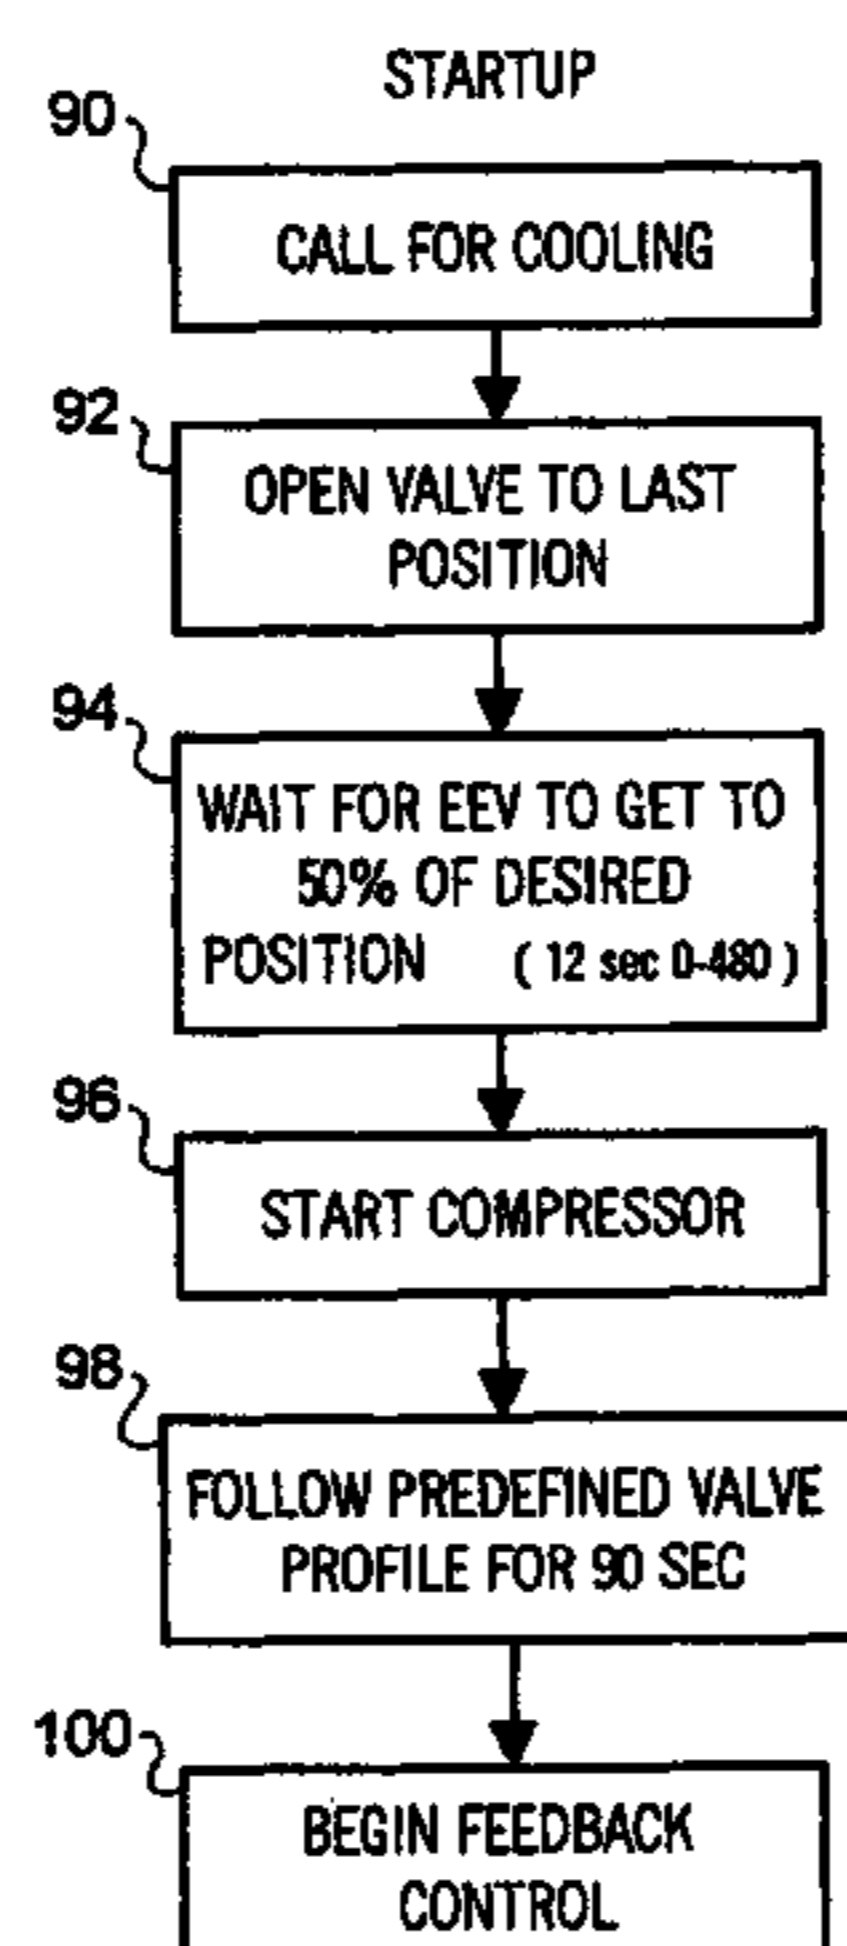 STARTUP
90
CALL FOR COOLING
92
OPEN VALVE TO LAST
POSITION
94
WAIT FOR EEV TO GET TO
50% OF DESIRED
POSITION ( 12 sec 0-480 )
96
START COMPRESSOR
98
FOLLOW PREDEFINED VALVE
PROFILE FOR 90 SEC
100
BEGIN FEEDBACK
CONTROL